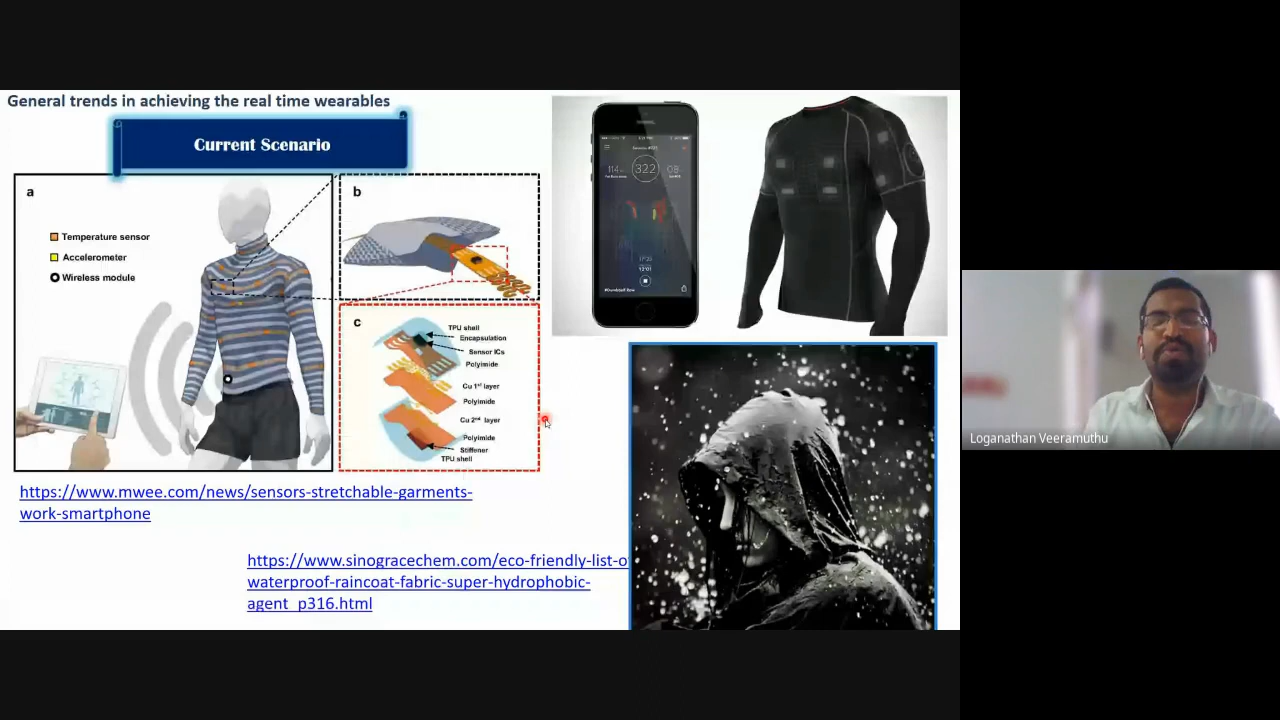 General trends in achieving the real time wearables
Current Scenario
a
Temperature sensor
Accelerometer
Wireless module
b
c
TPU shell
Encapsulation
Sensor ICs
Polyimide
Cu 1st layer
Polyimide
Cu 2nd layer
Polyimide
Stiffener
TPU shell
322
https://www.mwee.com/news/sensors-stretchable-garments-
work-smartphone
https://www.sinogracechem.com/eco-friendly-list-o
waterproof-raincoat-fabric-super-hydrophobic-
agent_p316.html
Loganathan Veeramuthu